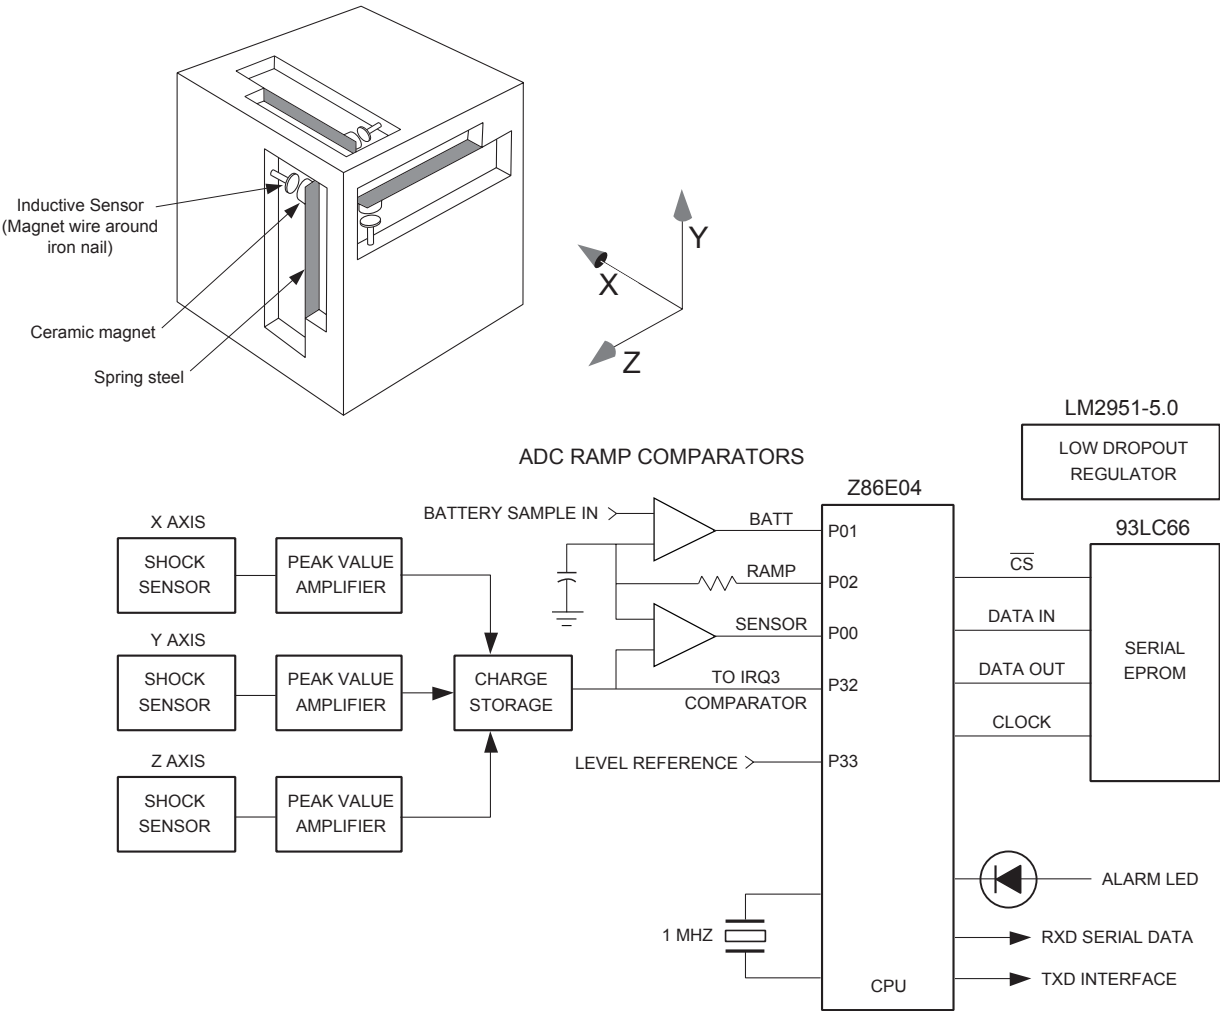 Inductive Sensor
(Magnet wire around
iron nail)
Ceramic magnet
Spring steel
Y
X
Z
LM2951-5.0
LOW DROPOUT
REGULATOR
ADC RAMP COMPARATORS
Z86E04
93LC66
BATTERY SAMPLE IN
BATT
P01
RAMP
P02
SENSOR
P00
TO IRQ3
COMPARATOR
P32
LEVEL REFERENCE
P33
X AXIS
SHOCK
SENSOR
PEAK VALUE
AMPLIFIER
Y AXIS
SHOCK
SENSOR
PEAK VALUE
AMPLIFIER
CHARGE
STORAGE
Z AXIS
SHOCK
SENSOR
PEAK VALUE
AMPLIFIER
CS
DATA IN
DATA OUT
CLOCK
SERIAL
EPROM
1 MHZ
CPU
ALARM LED
RXD SERIAL DATA
TXD INTERFACE